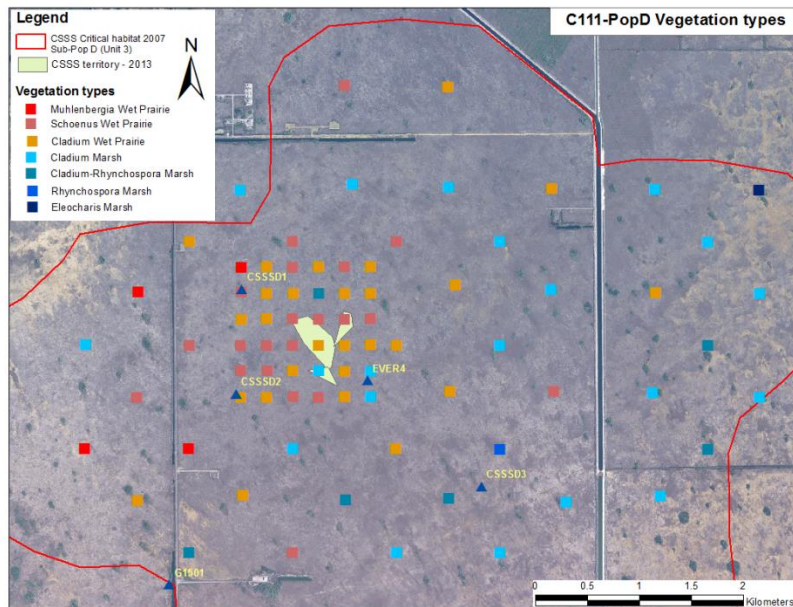 Legend
CSSS Critical habitat 2007
Sub-Pop D (Unit 3)
CSSS territory - 2013
Vegetation types
Muhlenbergia Wet Prairie
Schoenus Wet Prairie
Cladium Wet Prairie
Cladium Marsh
Cladium-Rhynchospora Marsh
Rhynchospora Marsh
Eleocharis Marsh
N
C111-PopD Vegetation types
CSSSD1
EVER4
CSSSD2
CSSSD3
G1501
0 0.5 1 1.5 2
Kilometers